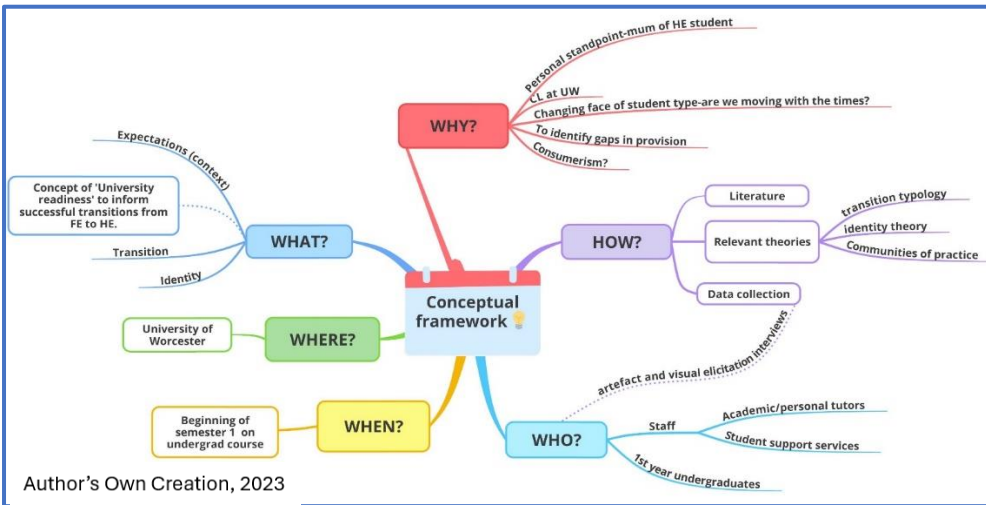 WHY?
Personal standpoint-mum of HE student
CL at UW
Changing face of student type-are we moving with the times?
To identify gaps in provision
Consumerism?
Expectations (context)
Concept of 'University
readiness' to inform
successful transitions from
FE to HE.
Transition
Identity
WHAT?
HOW?
Literature
Relevant theories
transition typology
identity theory
Communities of practice
Data collection
artefact and visual elicitation interviews
Conceptual
framework
University of
Worcester
WHERE?
Beginning of
semester 1 on
undergrad course
WHEN?
WHO?
Staff
Academic/personal tutors
Student support services
1st year undergraduates
Author's Own Creation, 2023